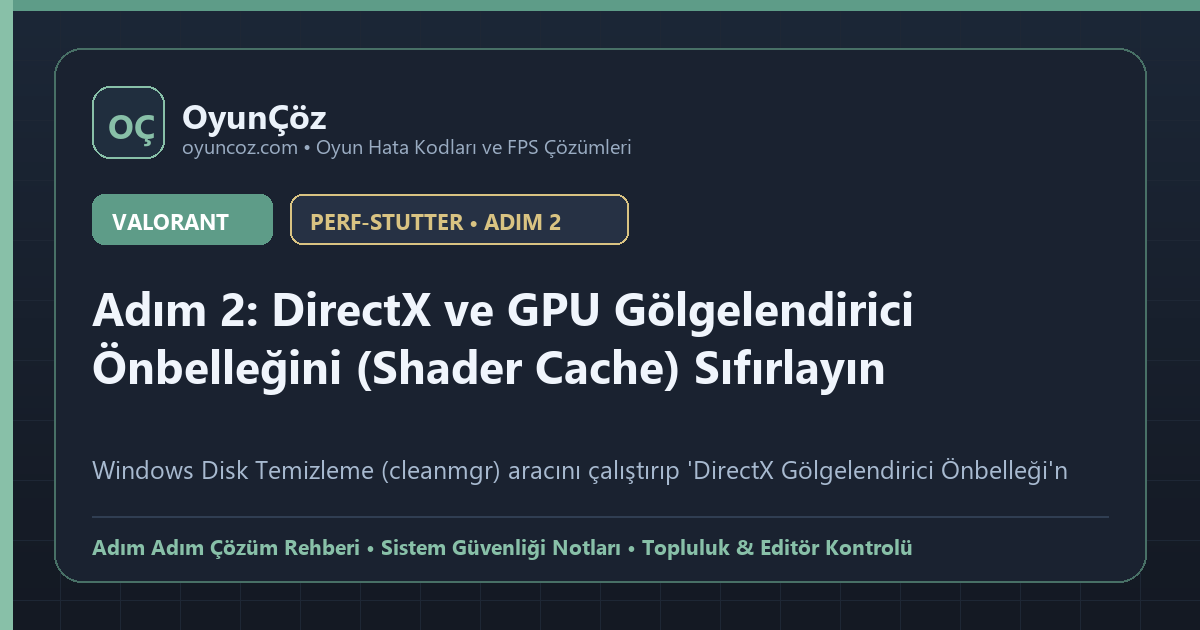 OÇ
OyunÇöz
oyuncoz.com • Oyun Hata Kodları ve FPS Çözümleri
VALORANT
PERF-STUTTER • ADIM 2
Adım 2: DirectX ve GPU Gölgelendirici
Önbelleğini (Shader Cache) Sıfırlayın
Windows Disk Temizleme (cleanmgr) aracını çalıştırıp 'DirectX Gölgelendirici Önbelleği'n
Adım Adım Çözüm Rehberi • Sistem Güvenliği Notları • Topluluk & Editör Kontrolü